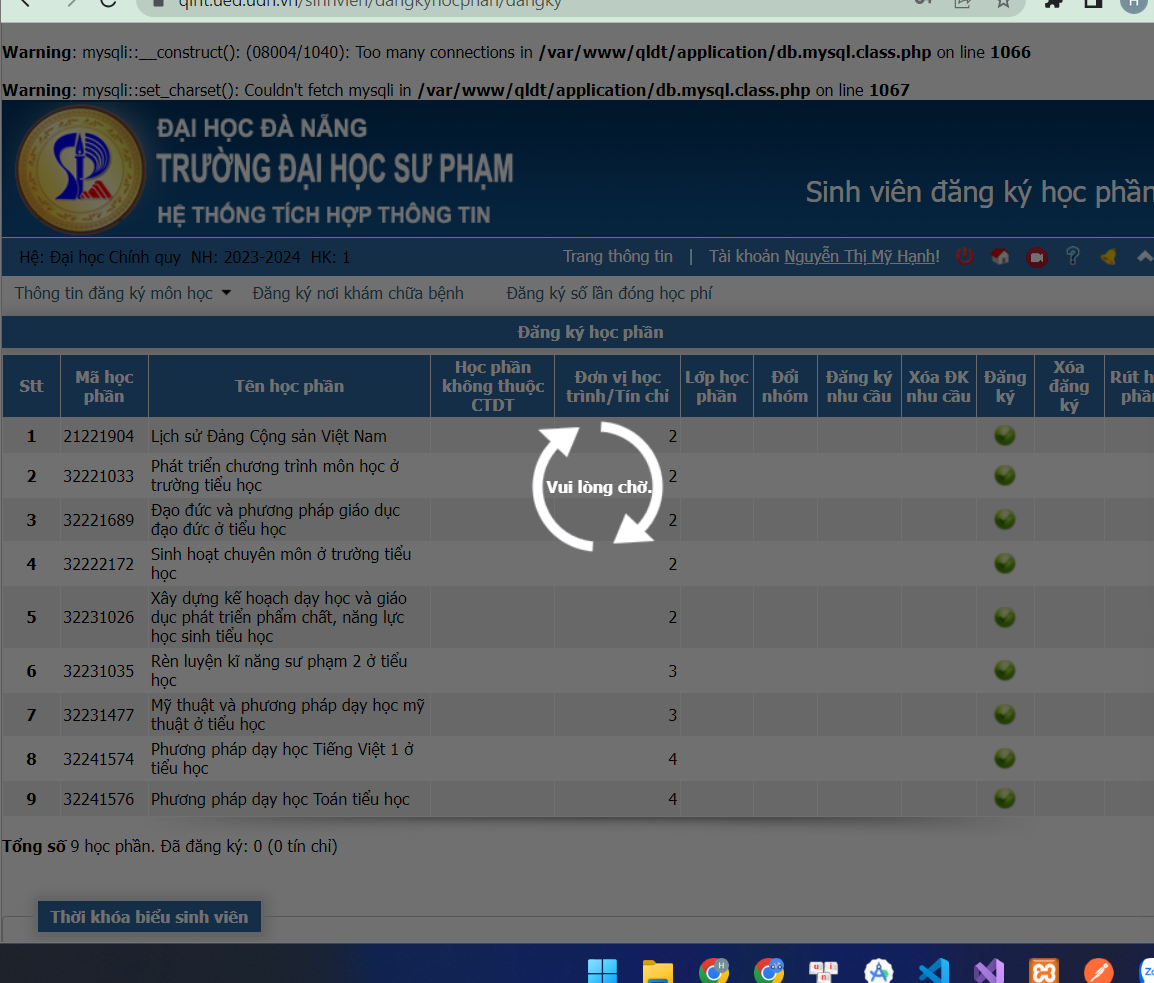 qlht.ued.udn.vn/sinhvien/dangkyhocphan/dangky
H
Warning: mysqli::__construct(): (08004/1040): Too many connections in /var/www/qldt/application/db.mysql.class.php on line 1066
Warning: mysqli::set_charset(): Couldn't fetch mysqli in /var/www/qldt/application/db.mysql.class.php on line 1067
ĐẠI HỌC ĐÀ NẴNG
TRƯỜNG ĐẠI HỌC SƯ PHẠM
HỆ THỐNG TÍCH HỢP THÔNG TIN
Sinh viên đăng ký học phần
Hệ: Đại học Chính quy NH: 2023-2024 HK: 1
Trang thông tin | Tài khoản Nguyễn Thị Mỹ Hạnh!
Thông tin đăng ký môn học Đăng ký nơi khám chữa bệnh Đăng ký số lần đóng học phí
Đăng ký học phần
Stt
Mã học
phần
Tên học phần
Học phần
không thuộc
CTDT
Đơn vị học
trình/Tín chỉ
Lớp học
phần
Đổi
nhóm
Đăng ký
nhu cầu
Xóa ĐK
nhu cầu
Đăng
ký
Xóa
đăng
ký
Rút h
phần
1 21221904 Lịch sử Đảng Cộng sản Việt Nam 2
2 32221033 Phát triển chương trình môn học ở
trường tiểu học 2
3 32221689 Đạo đức và phương pháp giáo dục
đạo đức ở tiểu học 2
4 32222172 Sinh hoạt chuyên môn ở trường tiểu
học 2
5 32231026 Xây dựng kế hoạch dạy học và giáo
dục phát triển phẩm chất, năng lực
học sinh tiểu học 2
6 32231035 Rèn luyện kĩ năng sư phạm 2 ở tiểu
học 3
7 32231477 Mỹ thuật và phương pháp dạy học mỹ
thuật ở tiểu học 3
8 32241574 Phương pháp dạy học Tiếng Việt 1 ở
tiểu học 4
9 32241576 Phương pháp dạy học Toán tiểu học 4
Vui lòng chờ.
Tổng số 9 học phần. Đã đăng ký: 0 (0 tín chỉ)
Thời khóa biểu sinh viên